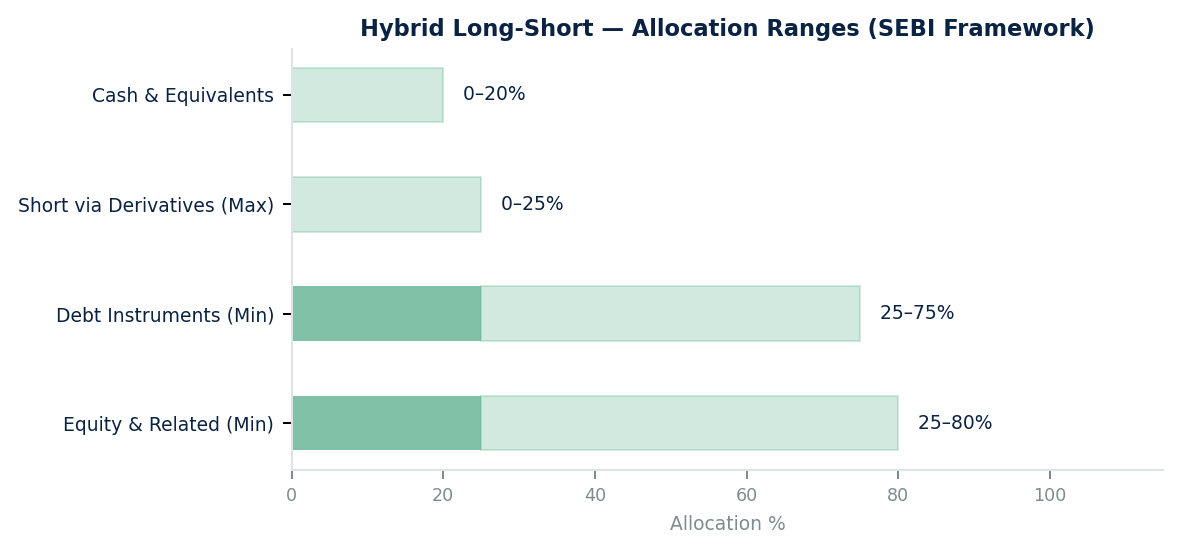 Hybrid Long-Short — Allocation Ranges (SEBI Framework)
Cash & Equivalents
0–20%
Short via Derivatives (Max)
0–25%
Debt Instruments (Min)
25–75%
Equity & Related (Min)
25–80%
0 20 40 60 80 100
Allocation %